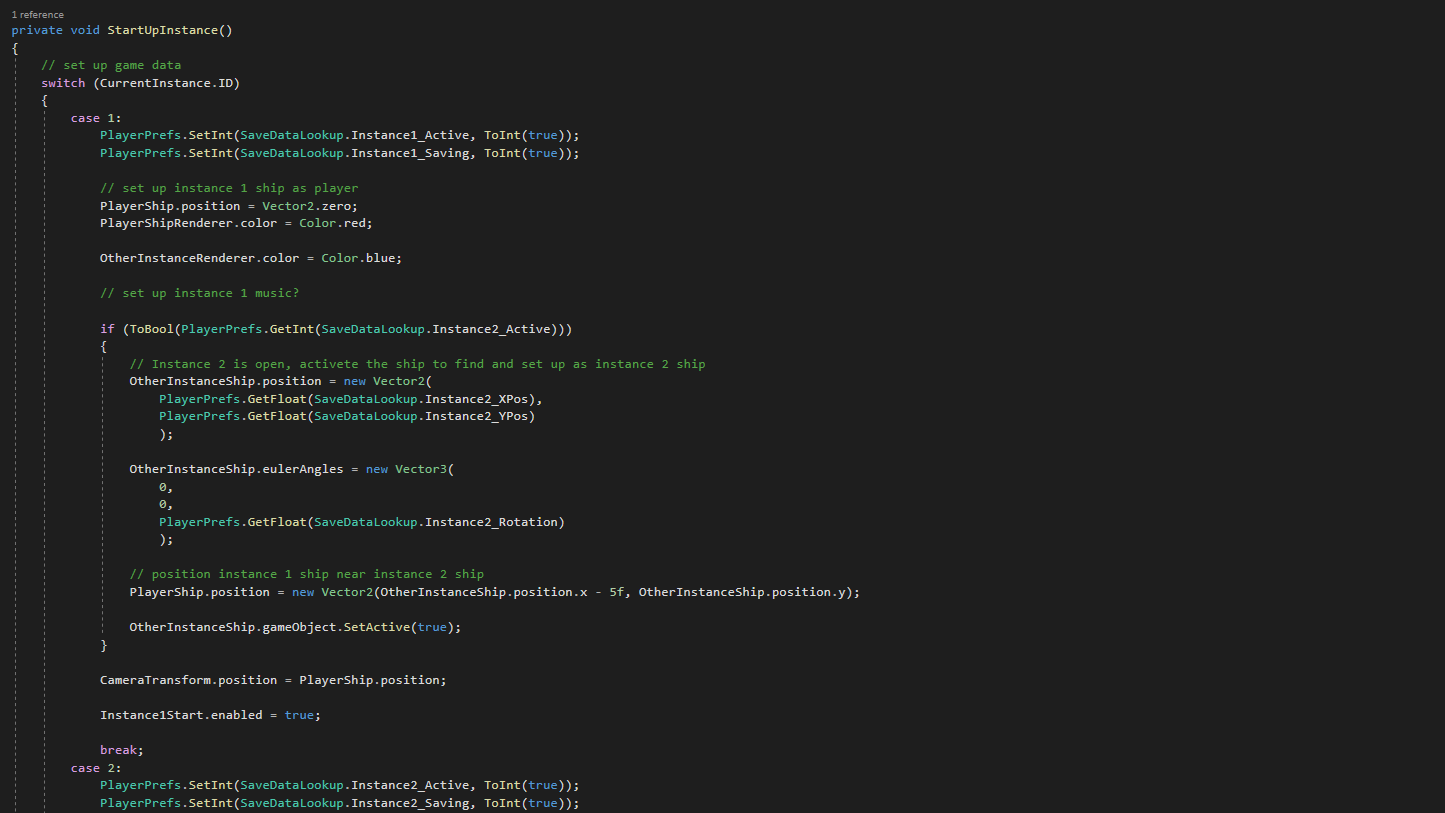 1 reference
private void StartUpInstance()
{
// set up game data
switch (CurrentInstance.ID)
{
case 1:
PlayerPrefs.SetInt(SaveDataLookup.Instance1_Active, ToInt(true));
PlayerPrefs.SetInt(SaveDataLookup.Instance1_Saving, ToInt(true));
// set up instance 1 ship as player
PlayerShip.position = Vector2.zero;
PlayerShipRenderer.color = Color.red;
OtherInstanceRenderer.color = Color.blue;
// set up instance 1 music?
if (ToBool(PlayerPrefs.GetInt(SaveDataLookup.Instance2_Active)))
{
// Instance 2 is open, activete the ship to find and set up as instance 2 ship
OtherInstanceShip.position = new Vector2(
PlayerPrefs.GetFloat(SaveDataLookup.Instance2_XPos),
PlayerPrefs.GetFloat(SaveDataLookup.Instance2_YPos)
);
OtherInstanceShip.eulerAngles = new Vector3(
0,
0,
PlayerPrefs.GetFloat(SaveDataLookup.Instance2_Rotation)
);
// position instance 1 ship near instance 2 ship
PlayerShip.position = new Vector2(OtherInstanceShip.position.x - 5f, OtherInstanceShip.position.y);
OtherInstanceShip.gameObject.SetActive(true);
}
CameraTransform.position = PlayerShip.position;
Instance1Start.enabled = true;
break;
case 2:
PlayerPrefs.SetInt(SaveDataLookup.Instance2_Active, ToInt(true));
PlayerPrefs.SetInt(SaveDataLookup.Instance2_Saving, ToInt(true));